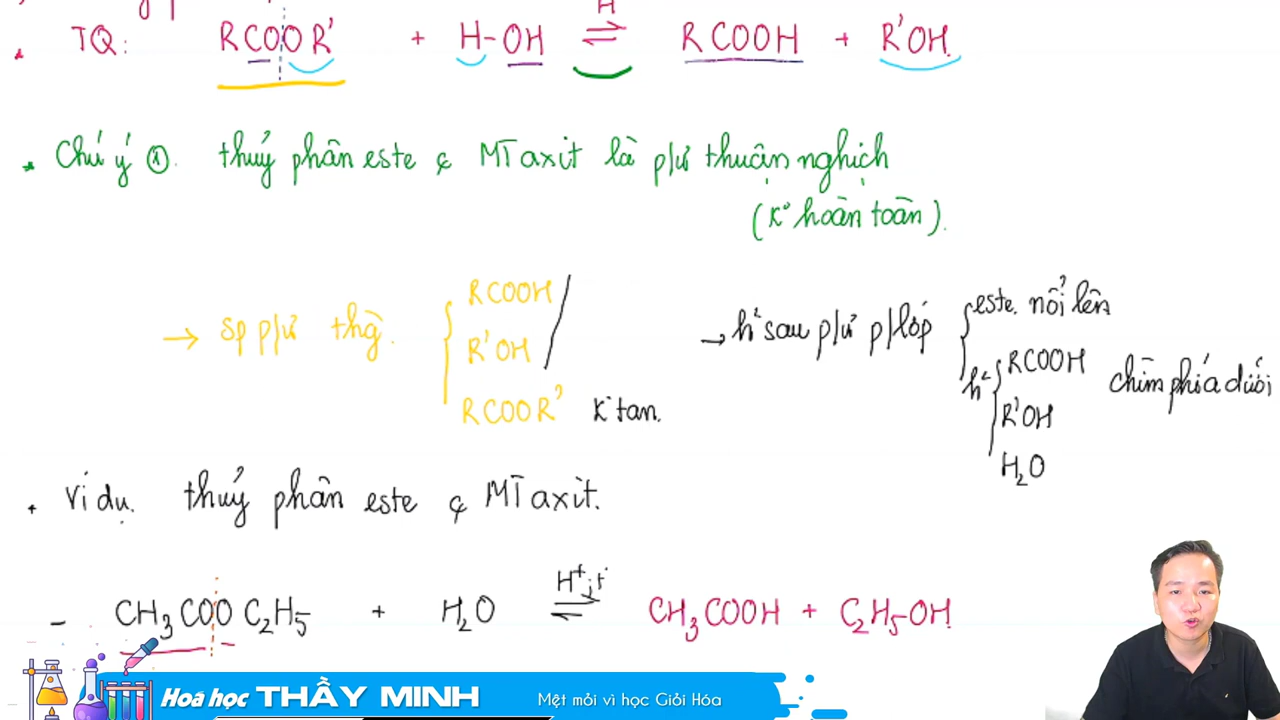 TQ: RCOOR' + H-OH ⇌ RCOOH + R'OH
H
* Chú ý ①. thuỷ phân este ç MT axit là p/ư thuận nghịch
(K° hoàn toàn).
→ sp p/ư thg̀. { RCOOH
R'OH
RCOOR' K° tan.
→ h² sau p/ư p/lớp { este. nổi lên
h² { RCOOH
R'OH
H₂O
chìm phía dưới
• Ví dụ. thuỷ phân este ç MT axit.
- CH₃COOC₂H₅ + H₂O ⇌ CH₃COOH + C₂H₅-OH
H⁺, t°
Hoá học THẦY MINH
Mệt mỏi vì học Giỏi Hóa